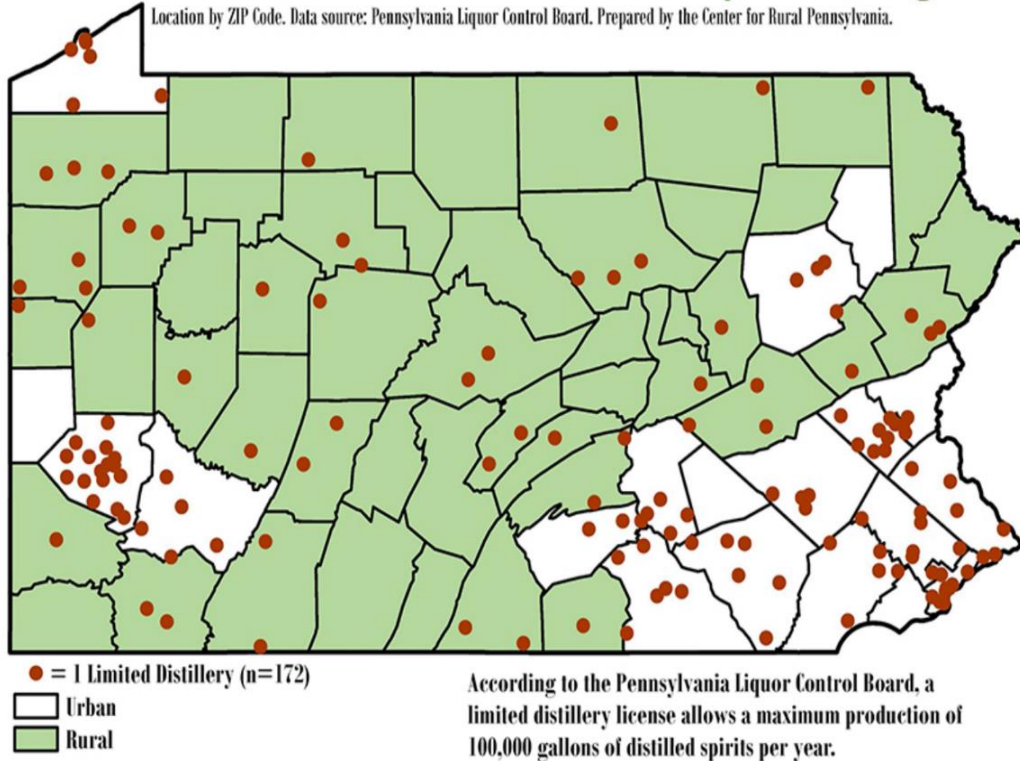 Location by ZIP Code. Data source: Pennsylvania Liquor Control Board. Prepared by the Center for Rural Pennsylvania.
= 1 Limited Distillery (n=172)
Urban
Rural
According to the Pennsylvania Liquor Control Board, a
limited distillery license allows a maximum production of
100,000 gallons of distilled spirits per year.